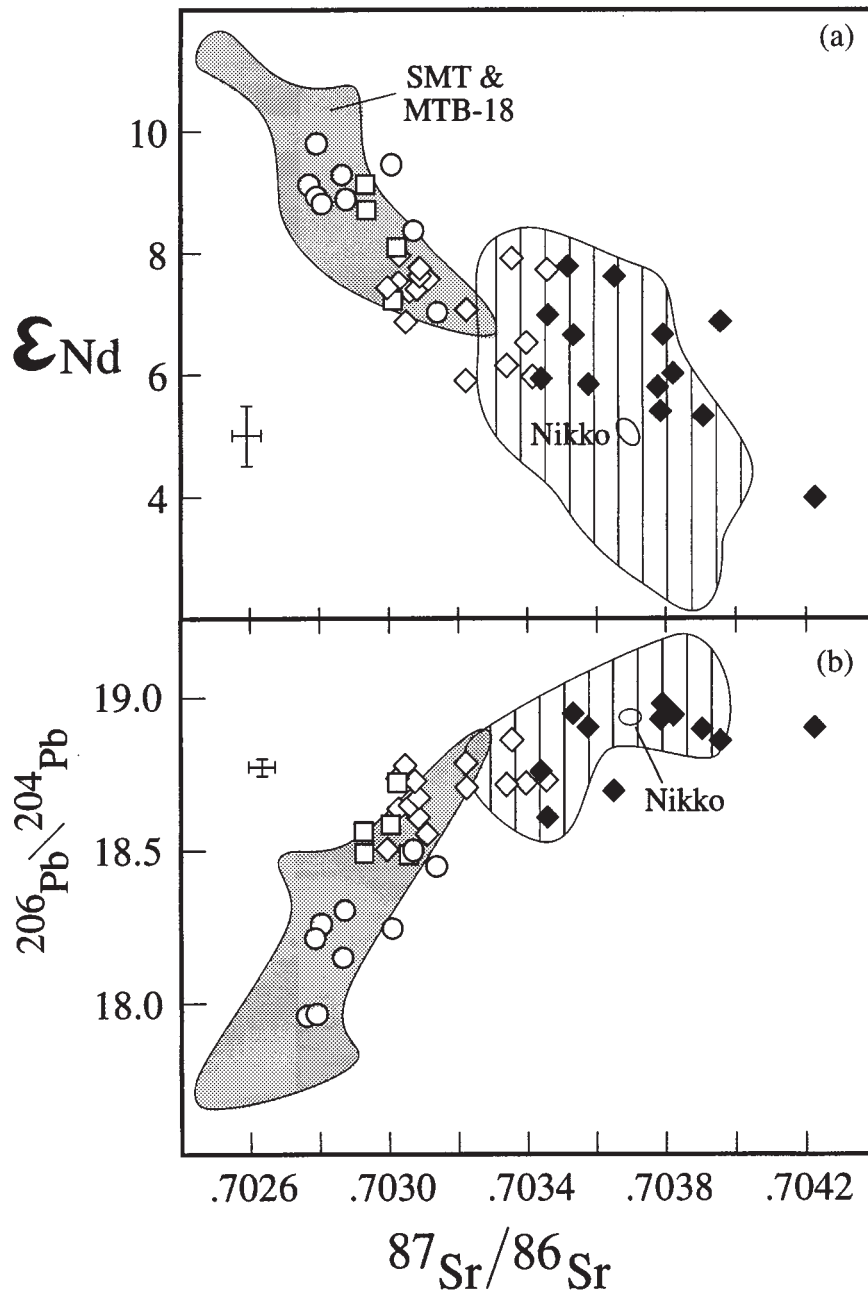 (a)
SMT &
MTB-18
10
8
6
4
εNd
Nikko
(b)
19.0
18.5
18.0
206Pb\204Pb
Nikko
.7026 .7030 .7034 .7038 .7042
87Sr/86Sr